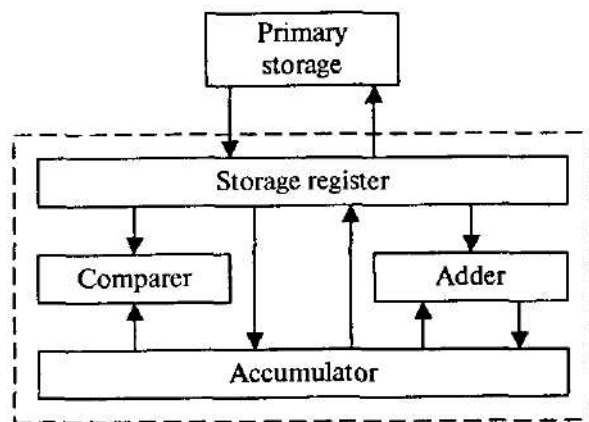 Primary
storage
Storage register
Comparer
Adder
Accumulator